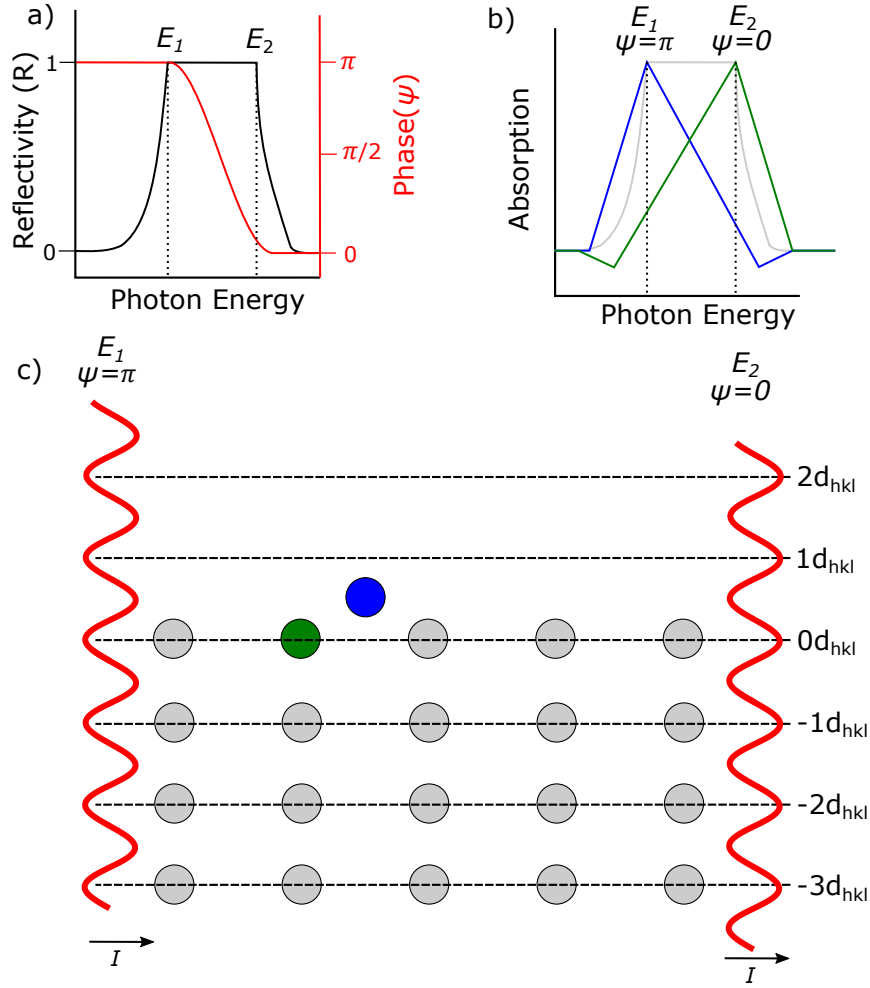 a)
E1 E2
Reflectivity (R)
1
0
π
π/2
0
Phase(ψ)
Photon Energy
b)
E1
ψ=π
E2
ψ=0
Absorption
Photon Energy
c)
E1
ψ=π
E2
ψ=0
2dhkl
1dhkl
0dhkl
-1dhkl
-2dhkl
-3dhkl
I
I